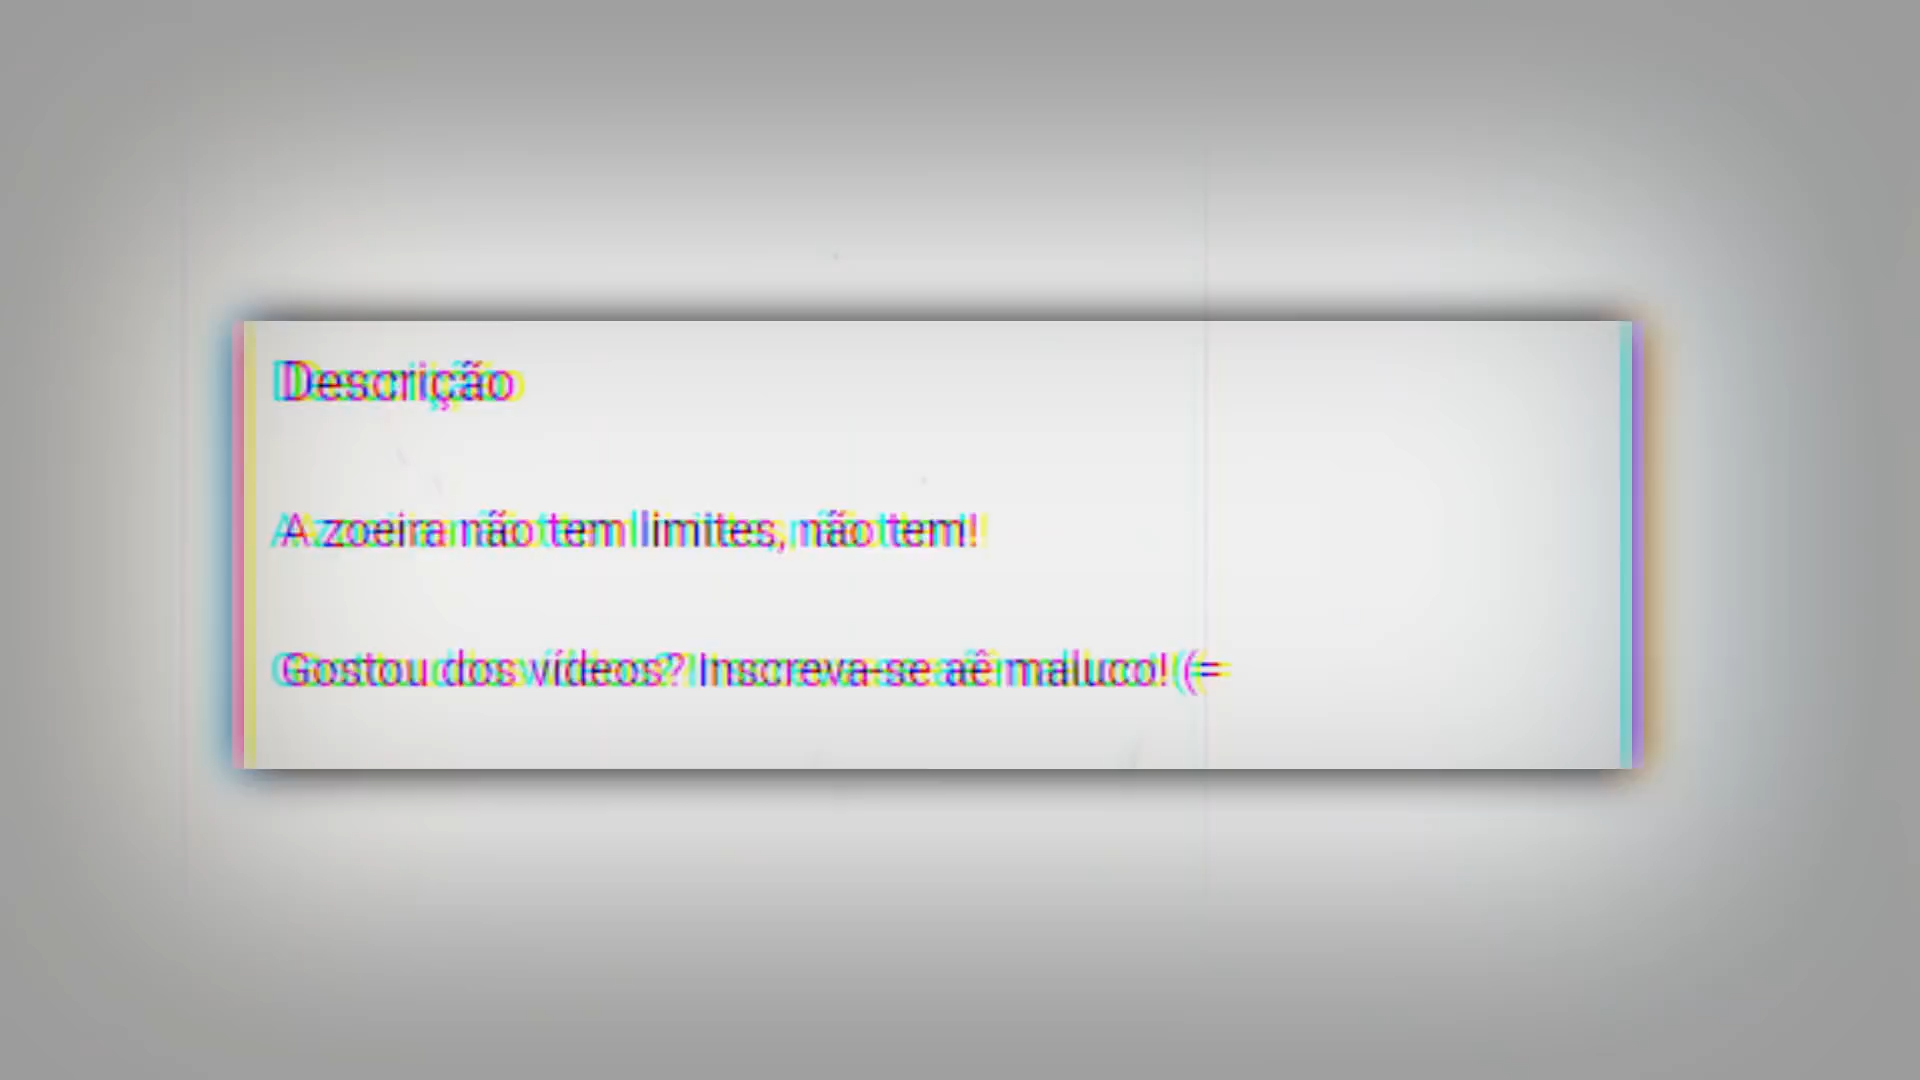 Descrição
A zoeira não tem limites, não tem!
Gostou dos vídeos? Inscreva-se aê maluco! (=